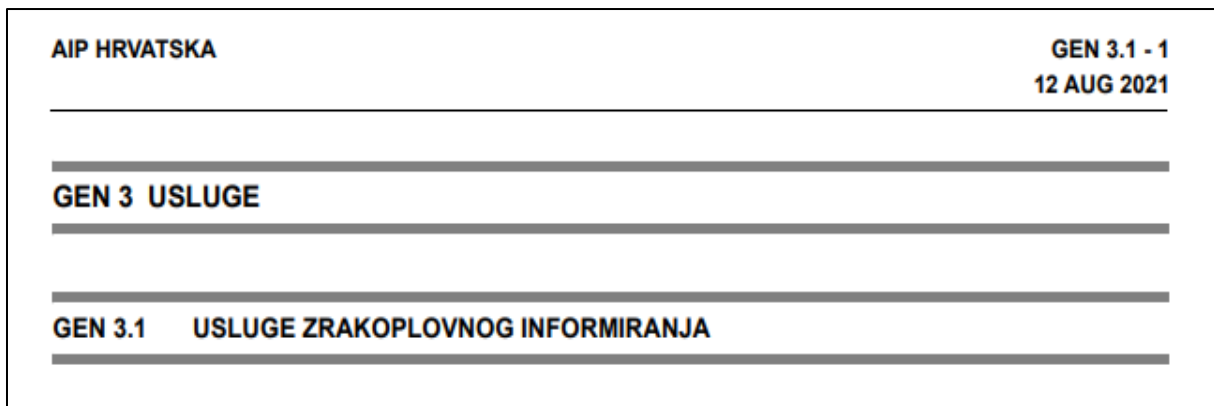 AIP HRVATSKA
GEN 3.1 - 1
12 AUG 2021
GEN 3 USLUGE
GEN 3.1 USLUGE ZRAKOPLOVNOG INFORMIRANJA